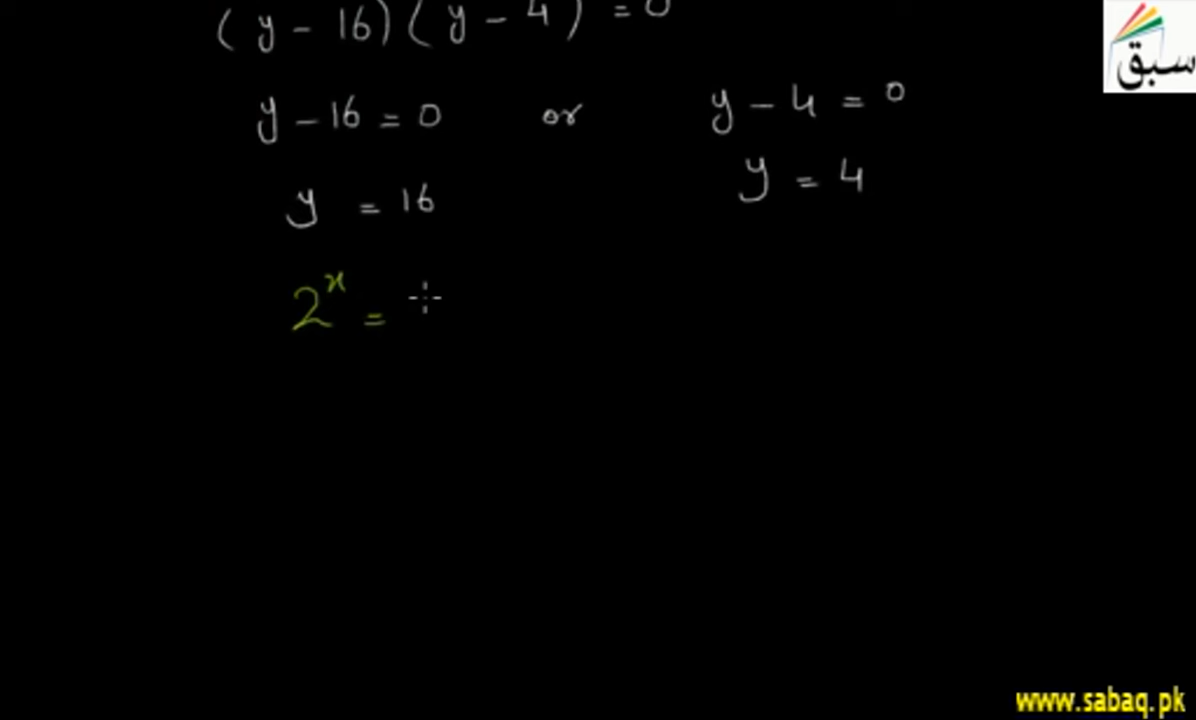 (y - 16)(y - 4) = 0
سبق
y - 16 = 0 or y - 4 = 0
y = 16 y = 4
2^x =
www.sabaq.pk